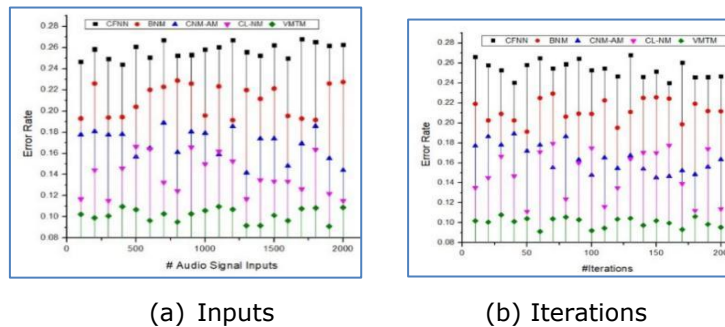 CFNN BNM CNM-AM CL-NM VMTM
0.28
0.26
0.24
0.22
0.20
0.18
0.16
0.14
0.12
0.10
0.08
Error Rate
0 500 1000 1500 2000
# Audio Signal Inputs
(a) Inputs
CFNN BNM CNM-AM CL-NM VMTM
0.28
0.26
0.24
0.22
0.20
0.18
0.16
0.14
0.12
0.10
0.08
Error Rate
0 50 100 150 200
#Iterations
(b) Iterations